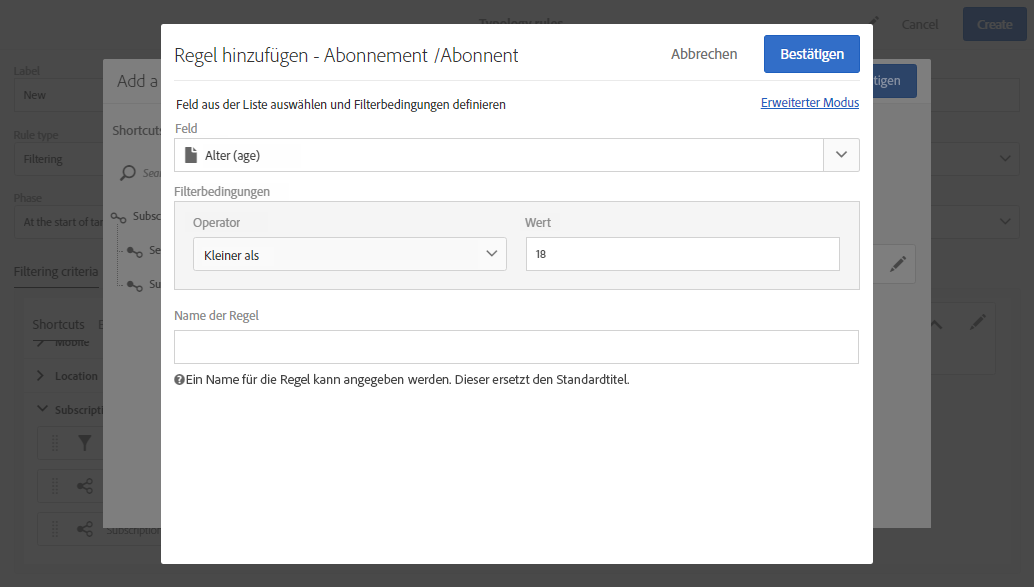 Typology rules
Cancel
Create
Label
New
Rule type
Filtering
Phase
At the start of tar
Filtering criteria
Shortcuts
Mobile
Location
Subscripti
Subscription
Add a
tigen
Shortcuts
Sea
Subsc
Se
Su
Regel hinzufügen - Abonnement /Abonnent
Abbrechen
Bestätigen
Feld aus der Liste auswählen und Filterbedingungen definieren
Erweiterter Modus
Feld
Alter (age)
Filterbedingungen
Operator
Wert
Kleiner als
18
Name der Regel
Ein Name für die Regel kann angegeben werden. Dieser ersetzt den Standardtitel.